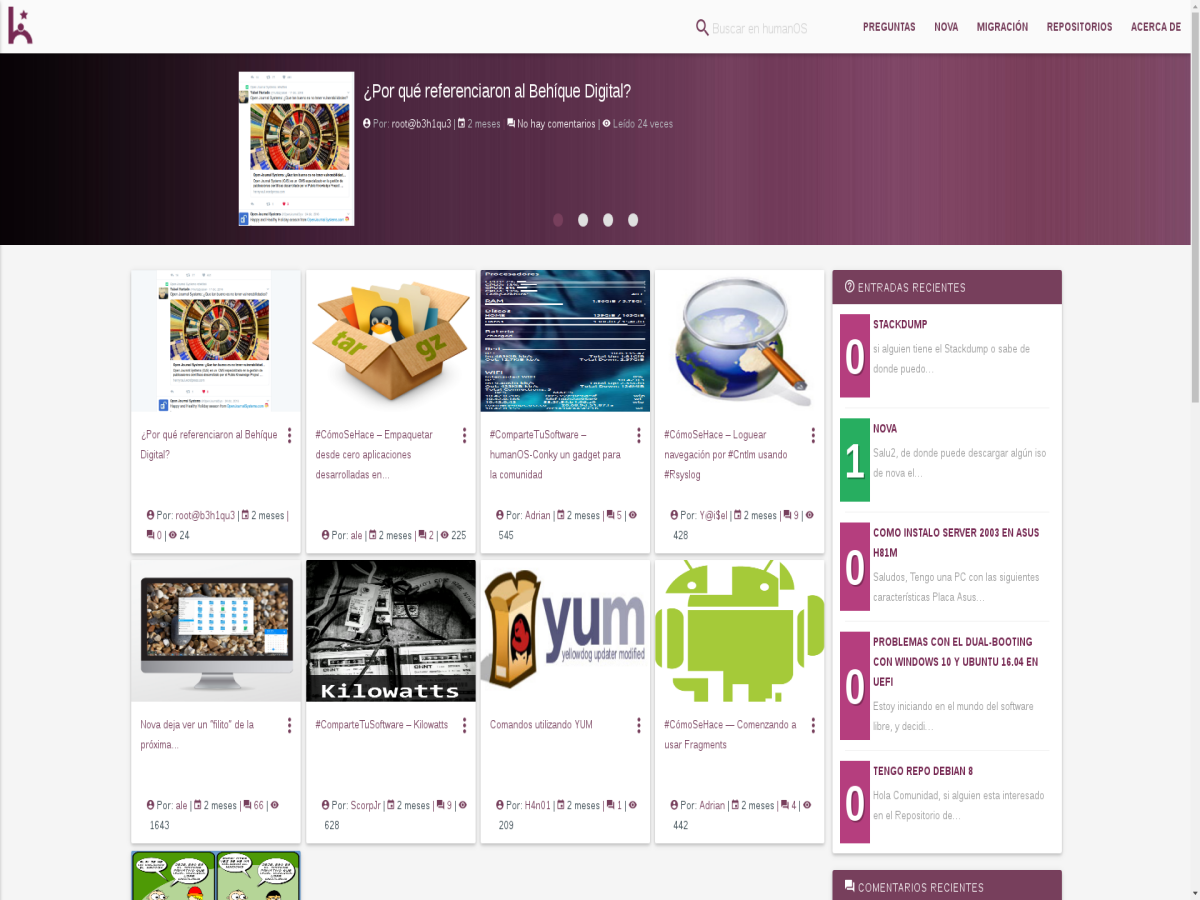 Buscar en humanOS
PREGUNTAS NOVA MIGRACIÓN REPOSITORIOS ACERCA DE
¿Por qué referenciaron al Behíque Digital?
Por: root@b3h1qu3 | 2 meses No hay comentarios | Leído 24 veces
¿Por qué referenciaron al Behíque
Digital?
Por: root@b3h1qu3 | 2 meses |
0 | 24
tar gz
#CómoSeHace – Empaquetar
desde cero aplicaciones
desarrolladas en…
Por: ale | 2 meses | 2 | 225
Procesadores
RAM
Discos
HOME
Bateria
Red
WIFI
#ComparteTuSoftware –
humanOS-Conky un gadget para
la comunidad
Por: Adrian | 2 meses | 5 |
545
#CómoSeHace – Loguear
navegación por #Cntlm usando
#Rsyslog
Por: Y@i$el | 2 meses | 9 |
428
Nova deja ver un "filito" de la
próxima…
Por: ale | 2 meses | 66 |
1643
Kilowatts
#ComparteTuSoftware – Kilowatts
Por: ScorpJr | 2 meses | 9 |
628
yum
yellowdog updater modified
Comandos utilizando YUM
Por: H4n01 | 2 meses | 1 |
209
#CómoSeHace — Comenzando a
usar Fragments
Por: Adrian | 2 meses | 4 |
442
ENTRADAS RECIENTES
0
STACKDUMP
si alguien tiene el Stackdump o sabe de
donde puedo…
1
NOVA
Salu2, de donde puede descargar algún iso
de nova el…
0
COMO INSTALO SERVER 2003 EN ASUS
H81M
Saludos, Tengo una PC con las siguientes
características Placa Asus…
0
PROBLEMAS CON EL DUAL-BOOTING
CON WINDOWS 10 Y UBUNTU 16.04 EN
UEFI
Estoy iniciando en el mundo del software
libre, y decidi…
0
TENGO REPO DEBIAN 8
Hola Comunidad, si alguien esta interesado
en el Repositorio de…
COMENTARIOS RECIENTES